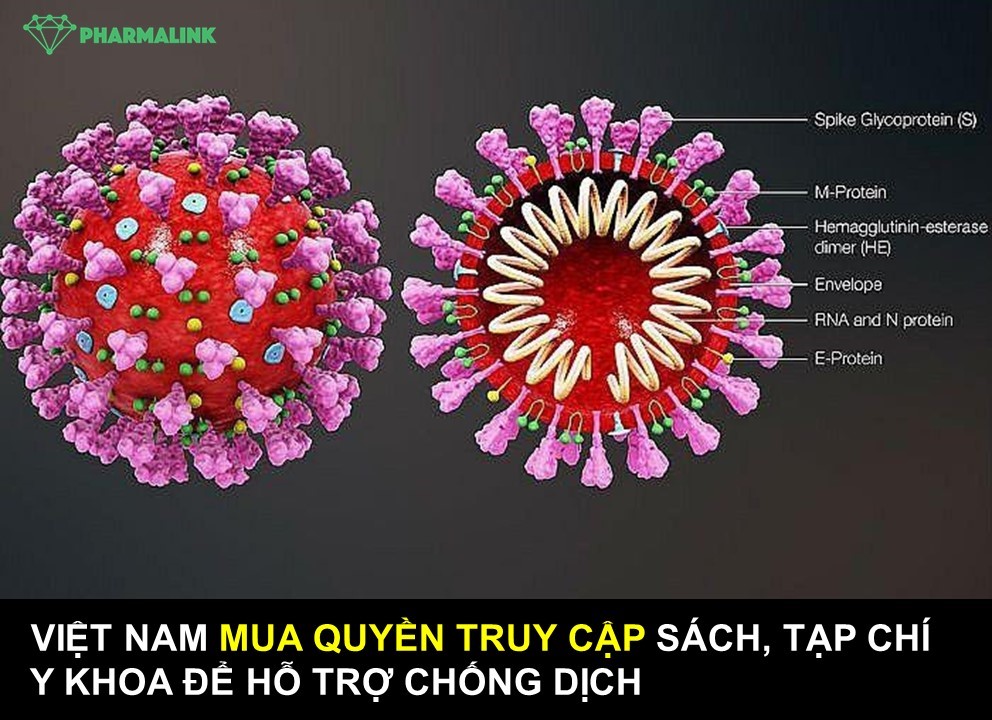 PHARMALINK
Spike Glycoprotein (S)
M-Protein
Hemagglutinin-esterase
dimer (HE)
Envelope
RNA and N protein
E-Protein
VIỆT NAM MUA QUYỀN TRUY CẬP SÁCH, TẠP CHÍ
Y KHOA ĐỂ HỖ TRỢ CHỐNG DỊCH